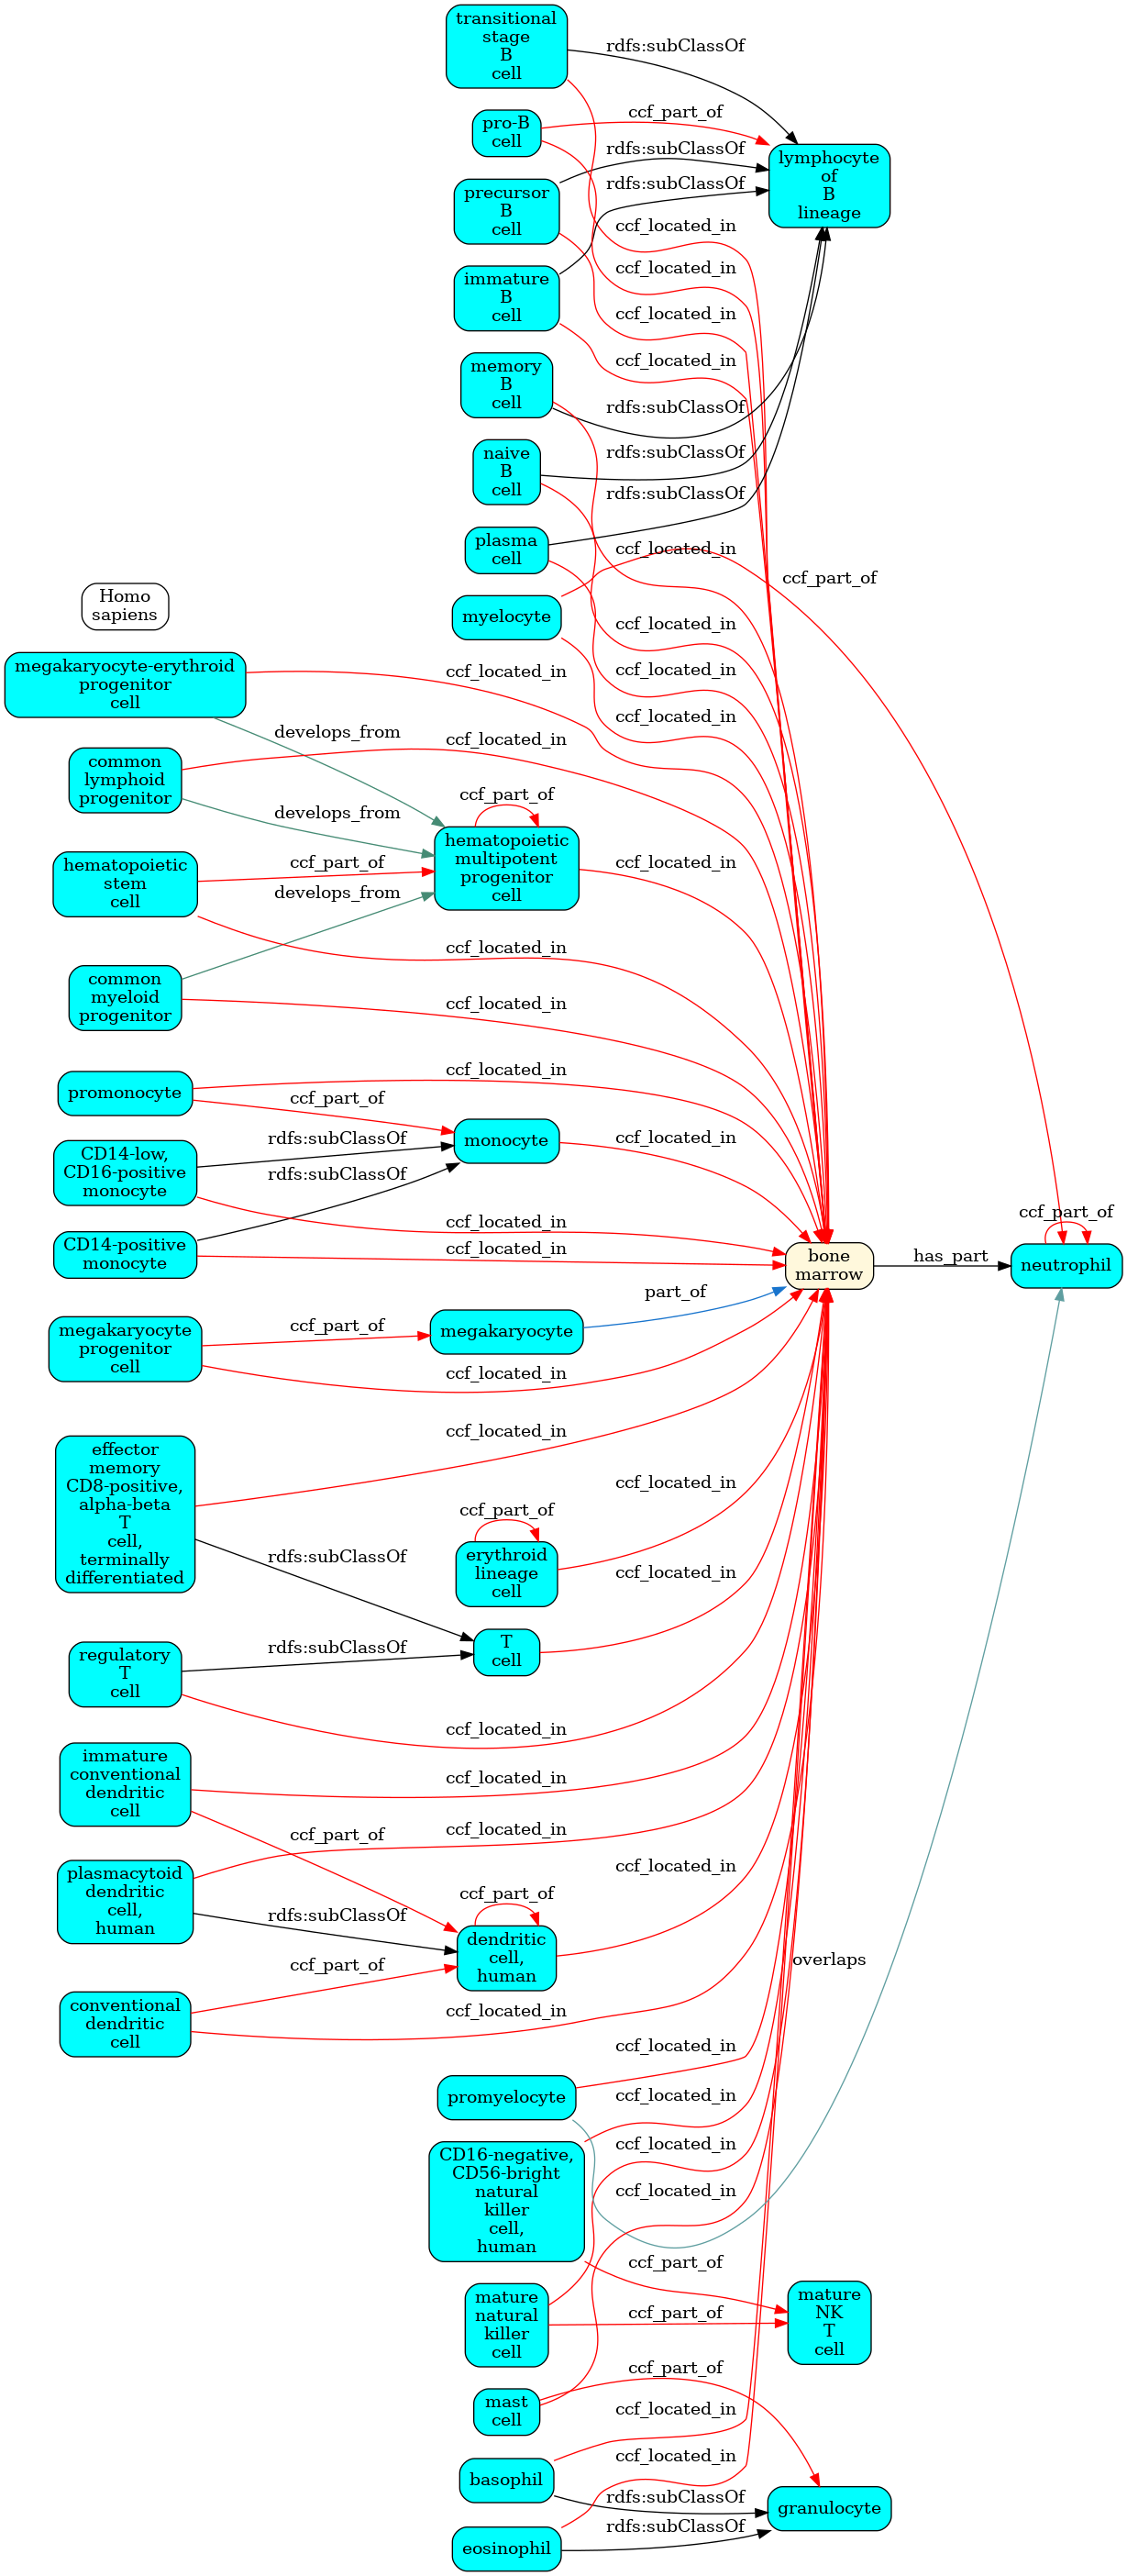 transitional
stage
B
cell
rdfs:subClassOf
pro-B
cell
ccf_part_of
lymphocyte
of
B
lineage
precursor
B
cell
rdfs:subClassOf
rdfs:subClassOf
ccf_located_in
immature
B
cell
ccf_located_in
ccf_located_in
ccf_located_in
memory
B
cell
rdfs:subClassOf
naive
B
cell
rdfs:subClassOf
rdfs:subClassOf
plasma
cell
ccf_located_in
ccf_part_of
Homo
sapiens
myelocyte
ccf_located_in
megakaryocyte-erythroid
progenitor
cell
ccf_located_in
ccf_located_in
ccf_located_in
develops_from
ccf_located_in
common
lymphoid
progenitor
ccf_part_of
develops_from
hematopoietic
multipotent
progenitor
cell
ccf_located_in
hematopoietic
stem
cell
ccf_part_of
develops_from
ccf_located_in
common
myeloid
progenitor
ccf_located_in
promonocyte
ccf_located_in
ccf_part_of
monocyte
ccf_located_in
CD14-low,
CD16-positive
monocyte
rdfs:subClassOf
rdfs:subClassOf
ccf_located_in
CD14-positive
monocyte
ccf_located_in
bone
marrow
has_part
ccf_part_of
neutrophil
megakaryocyte
progenitor
cell
ccf_part_of
megakaryocyte
part_of
ccf_located_in
effector
memory
CD8-positive,
alpha-beta
T
cell,
terminally
differentiated
ccf_located_in
rdfs:subClassOf
ccf_part_of
erythroid
lineage
cell
ccf_located_in
T
cell
ccf_located_in
regulatory
T
cell
rdfs:subClassOf
ccf_located_in
immature
conventional
dendritic
cell
ccf_located_in
ccf_part_of
plasmacytoid
dendritic
cell,
human
ccf_located_in
rdfs:subClassOf
ccf_part_of
dendritic
cell,
human
ccf_located_in
conventional
dendritic
cell
ccf_part_of
ccf_located_in
overlaps
promyelocyte
ccf_located_in
CD16-negative,
CD56-bright
natural
killer
cell,
human
ccf_located_in
ccf_located_in
ccf_located_in
ccf_part_of
mature
natural
killer
cell
ccf_part_of
mature
NK
T
cell
mast
cell
ccf_part_of
ccf_located_in
basophil
ccf_located_in
rdfs:subClassOf
granulocyte
eosinophil
rdfs:subClassOf